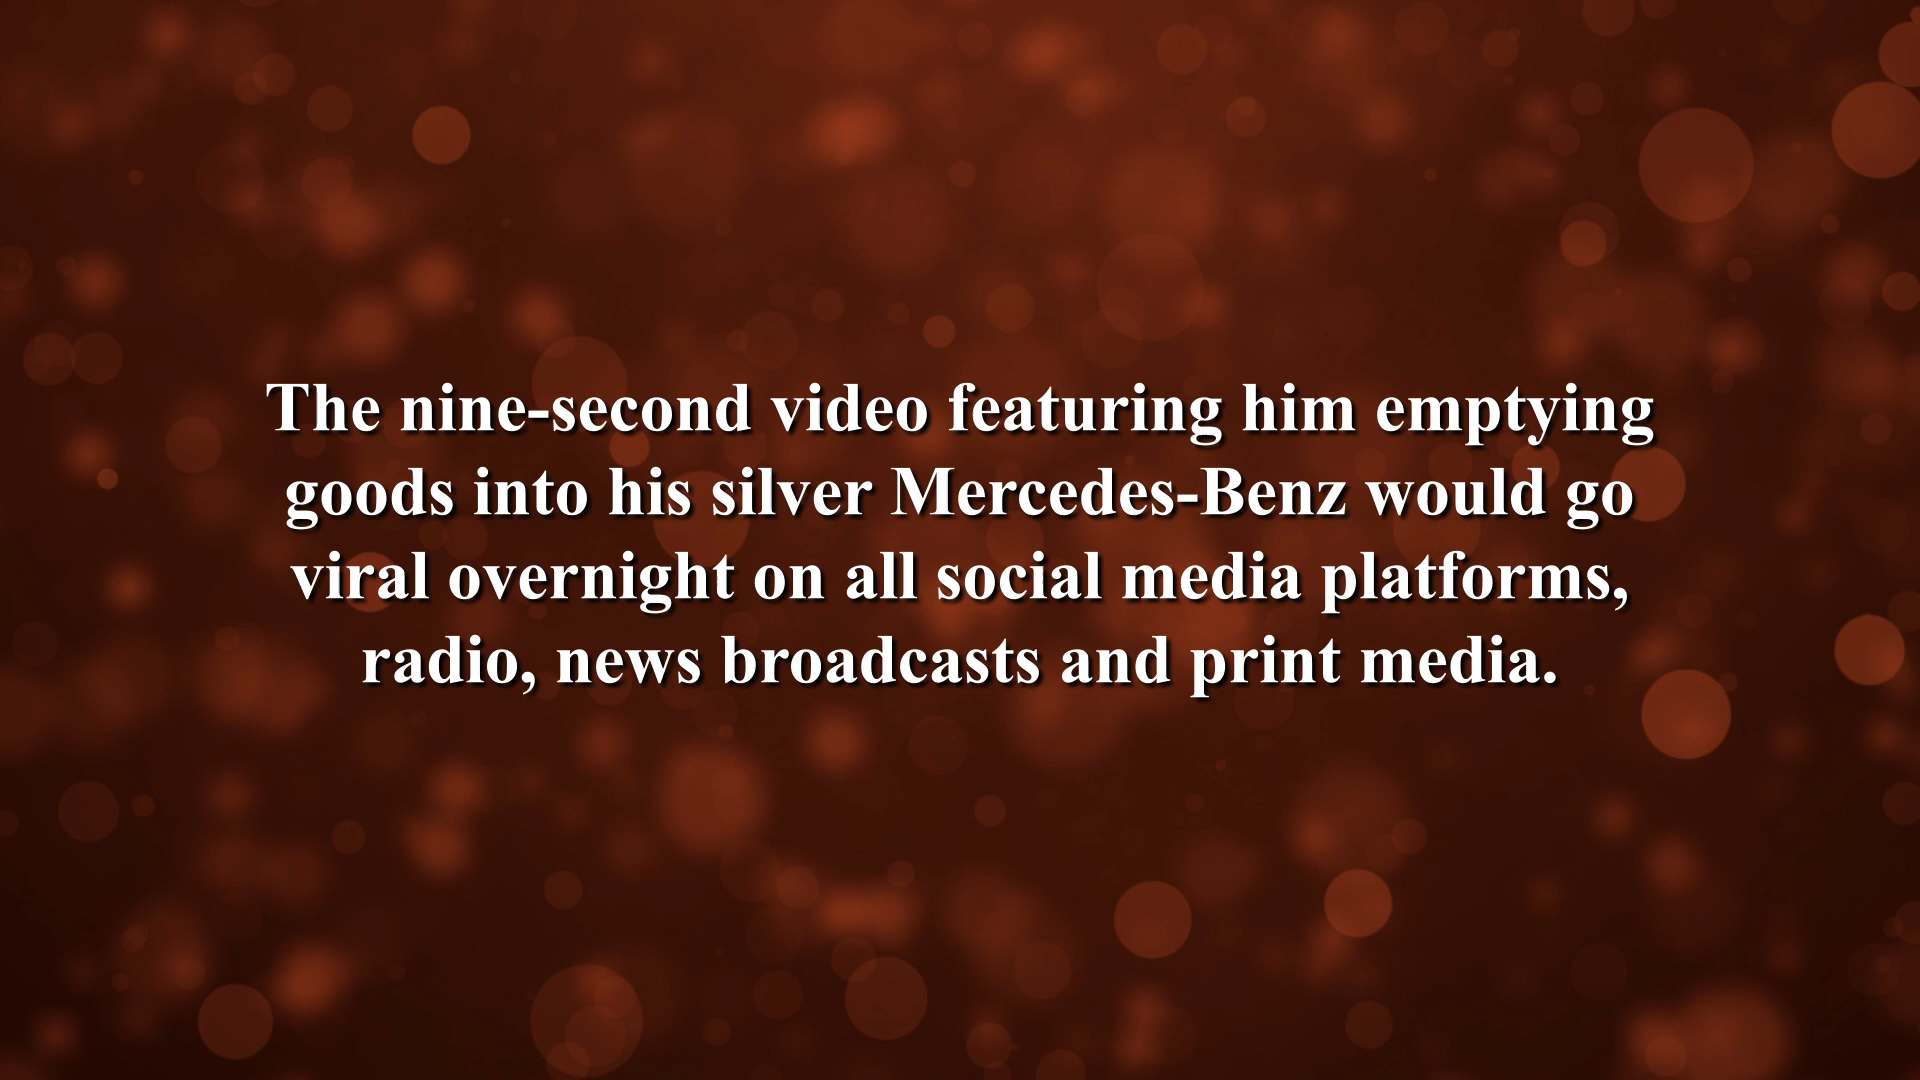 The nine-second video featuring him emptying
goods into his silver Mercedes-Benz would go
viral overnight on all social media platforms,
radio, news broadcasts and print media.